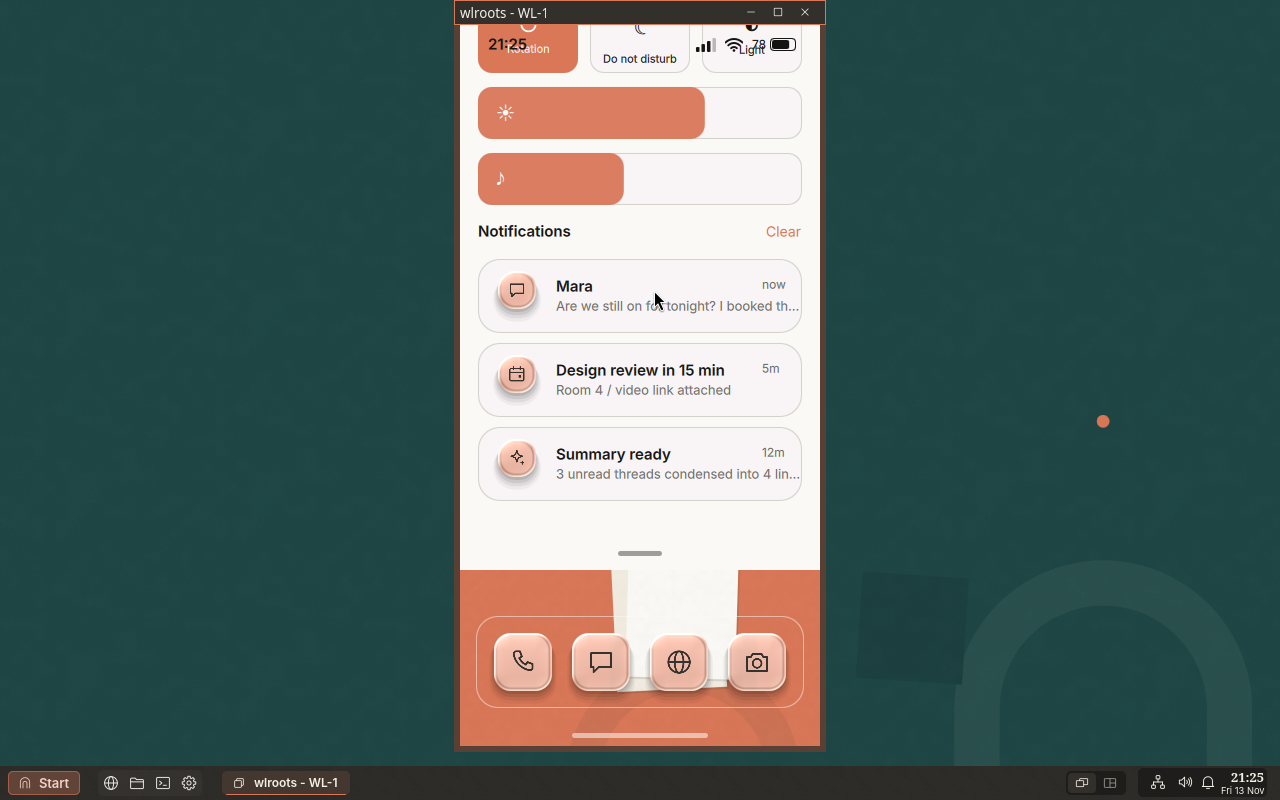 wlroots - WL-1
21:25
Rotation
Do not disturb
Light
78
Notifications
Clear
Mara
now
Are we still on for tonight? I booked th...
Design review in 15 min
5m
Room 4 / video link attached
Summary ready
12m
3 unread threads condensed into 4 lin...
Start
wlroots - WL-1
21:25
Fri 13 Nov